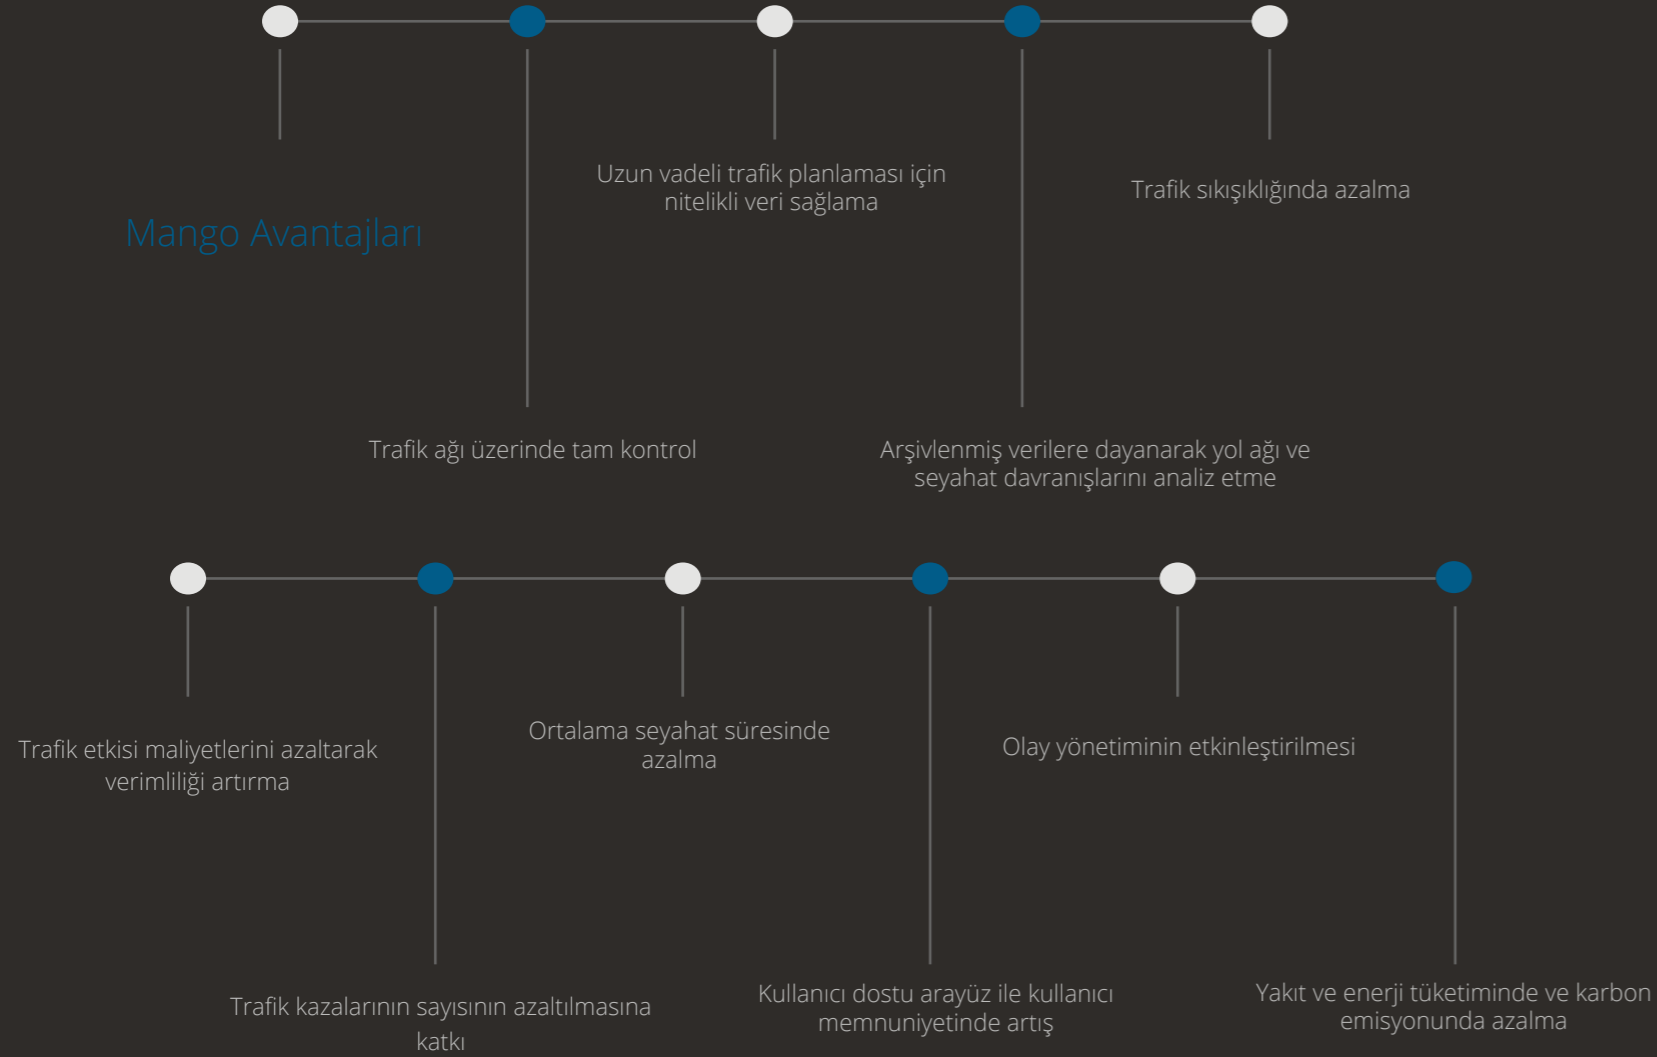 Mango Avantajları
Trafik ağı üzerinde tam kontrol
Uzun vadeli trafik planlaması için
nitelikli veri sağlama
Arşivlenmiş verilere dayanarak yol ağı ve
seyahat davranışlarını analiz etme
Trafik sıkışıklığında azalma
Trafik etkisi maliyetlerini azaltarak
verimliliği artırma
Trafik kazalarının sayısının azaltılmasına
katkı
Ortalama seyahat süresinde
azalma
Kullanıcı dostu arayüz ile kullanıcı
memnuniyetinde artış
Olay yönetiminin etkinleştirilmesi
Yakıt ve enerji tüketiminde ve karbon
emisyonunda azalma